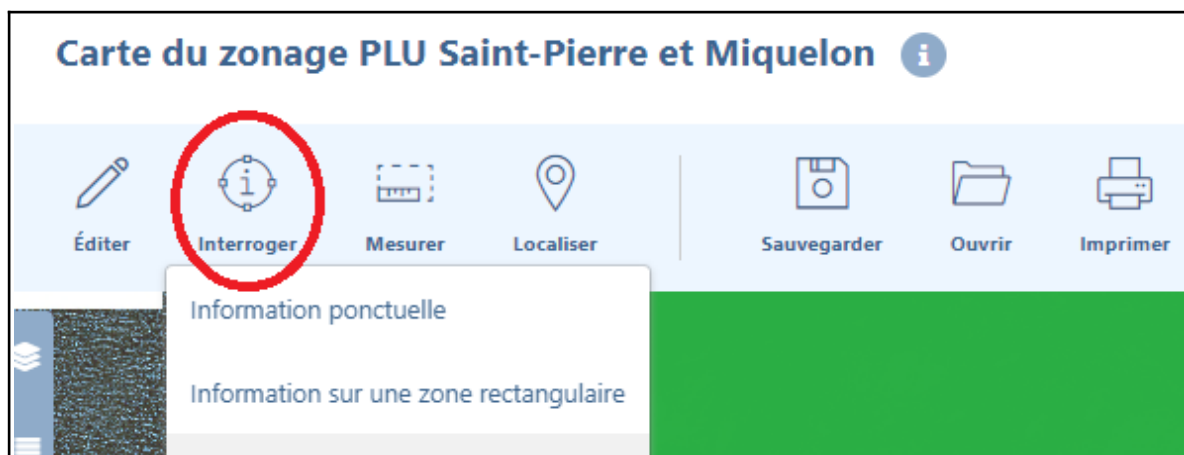 Carte du zonage PLU Saint-Pierre et Miquelon
Éditer Interroger Mesurer Localiser Sauvegarder Ouvrir Imprimer
Information ponctuelle
Information sur une zone rectangulaire